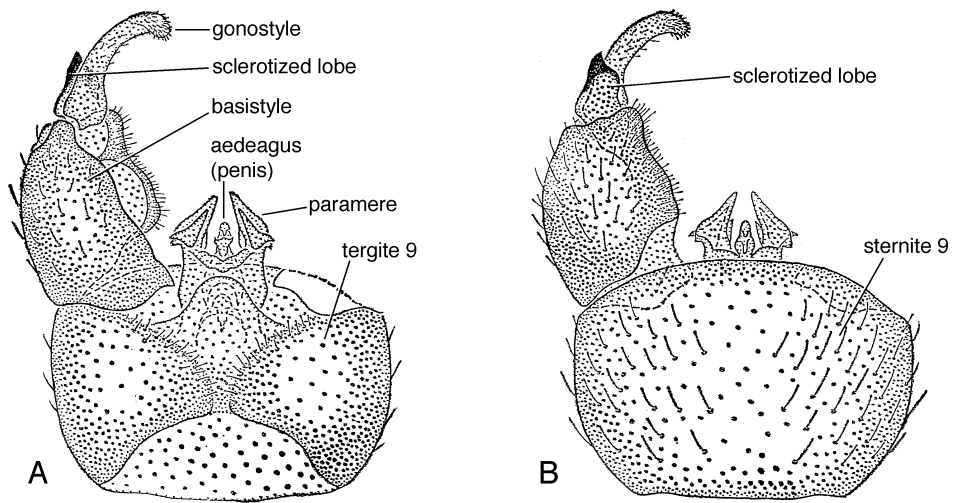 gonostyle
sclerotized lobe
basistyle
aedeagus
(penis)
paramere
tergite 9
A
sclerotized lobe
sternite 9
B